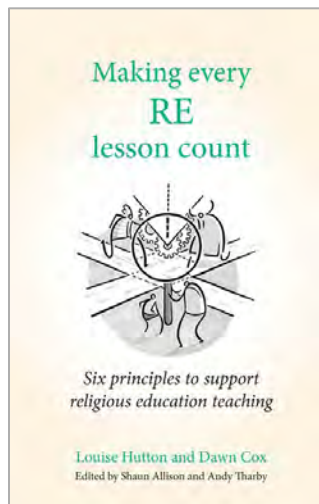 Making every
RE
lesson count
Six principles to support
religious education teaching
Louise Hutton and Dawn Cox
Edited by Shaun Allison and Andy Tharby